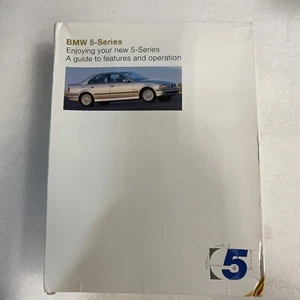 BMW 5-Series
Enjoying your new 5-Series
A guide to features and operation
5